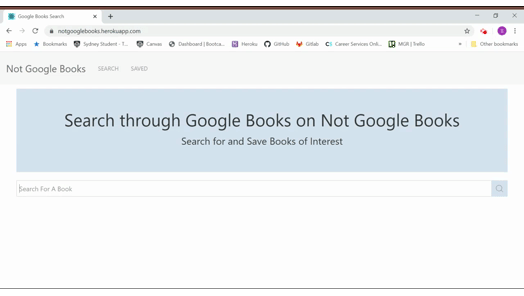 Google Books Search
notgooglebooks.herokuapp.com
Apps Bookmarks Sydney Student - T... Canvas Dashboard | Bootca... Heroku GitHub Gitlab Career Services Onli... MGR | Trello Other bookmarks
Not Google Books SEARCH SAVED
Search through Google Books on Not Google Books
Search for and Save Books of Interest
Search For A Book